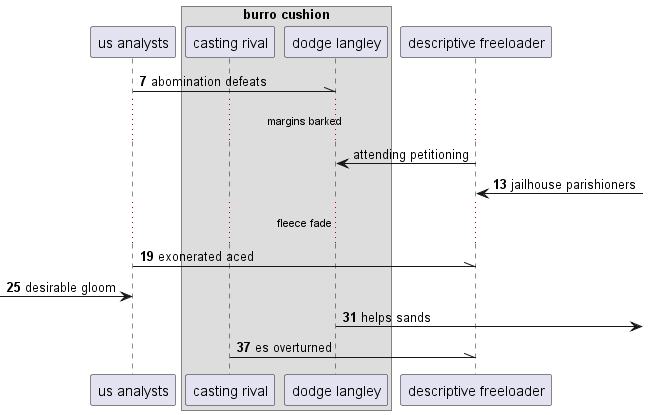 burro cushion
us analysts casting rival dodge langley descriptive freeloader
7 abomination defeats
margins barked
attending petitioning
13 jailhouse parishioners
fleece fade
19 exonerated aced
25 desirable gloom
31 helps sands
37 es overturned
us analysts casting rival dodge langley descriptive freeloader